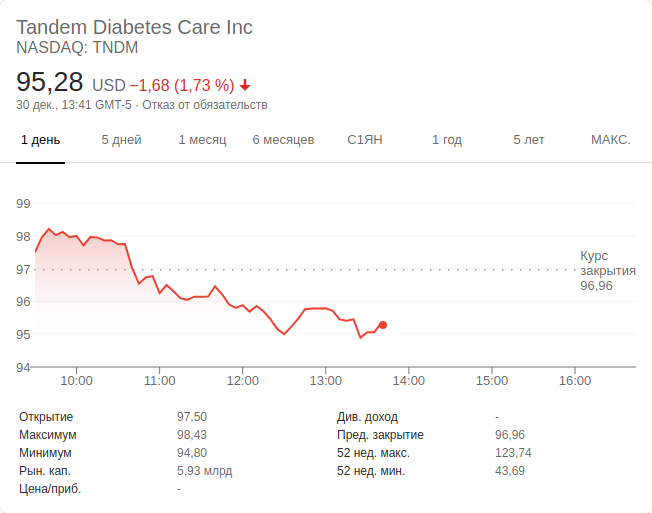 Tandem Diabetes Care Inc
NASDAQ: TNDM
95,28 USD −1,68 (1,73 %)
30 дек., 13:41 GMT-5 · Отказ от обязательств
1 день 5 дней 1 месяц 6 месяцев С1ЯН 1 год 5 лет МАКС.
99
98
97
96
95
94
Курс
закрытия
96,96
10:00 11:00 12:00 13:00 14:00 15:00 16:00
Открытие 97,50 Див. доход -
Максимум 98,43 Пред. закрытие 96,96
Минимум 94,80 52 нед. макс. 123,74
Рын. кап. 5,93 млрд 52 нед. мин. 43,69
Цена/приб. -